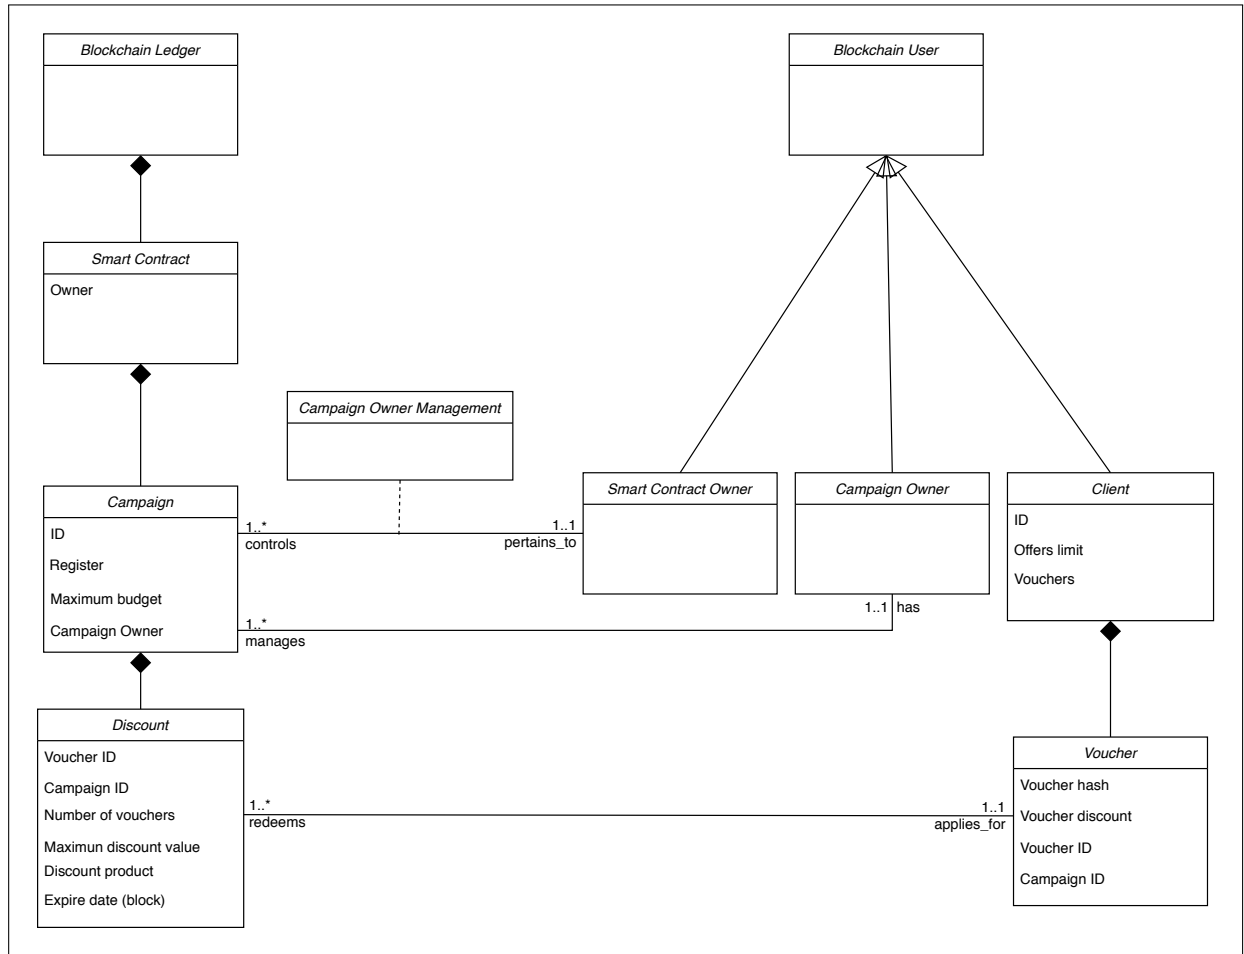 Blockchain Ledger
Blockchain User
Smart Contract
Owner
Campaign Owner Management
Campaign
ID
Register
Maximum budget
Campaign Owner
1..*
controls
1..1
pertains_to
Smart Contract Owner
Campaign Owner
Client
ID
Offers limit
Vouchers
1..1 has
1..*
manages
Discount
Voucher ID
Campaign ID
Number of vouchers
Maximun discount value
Discount product
Expire date (block)
1..*
redeems
1..1
applies_for
Voucher
Voucher hash
Voucher discount
Voucher ID
Campaign ID